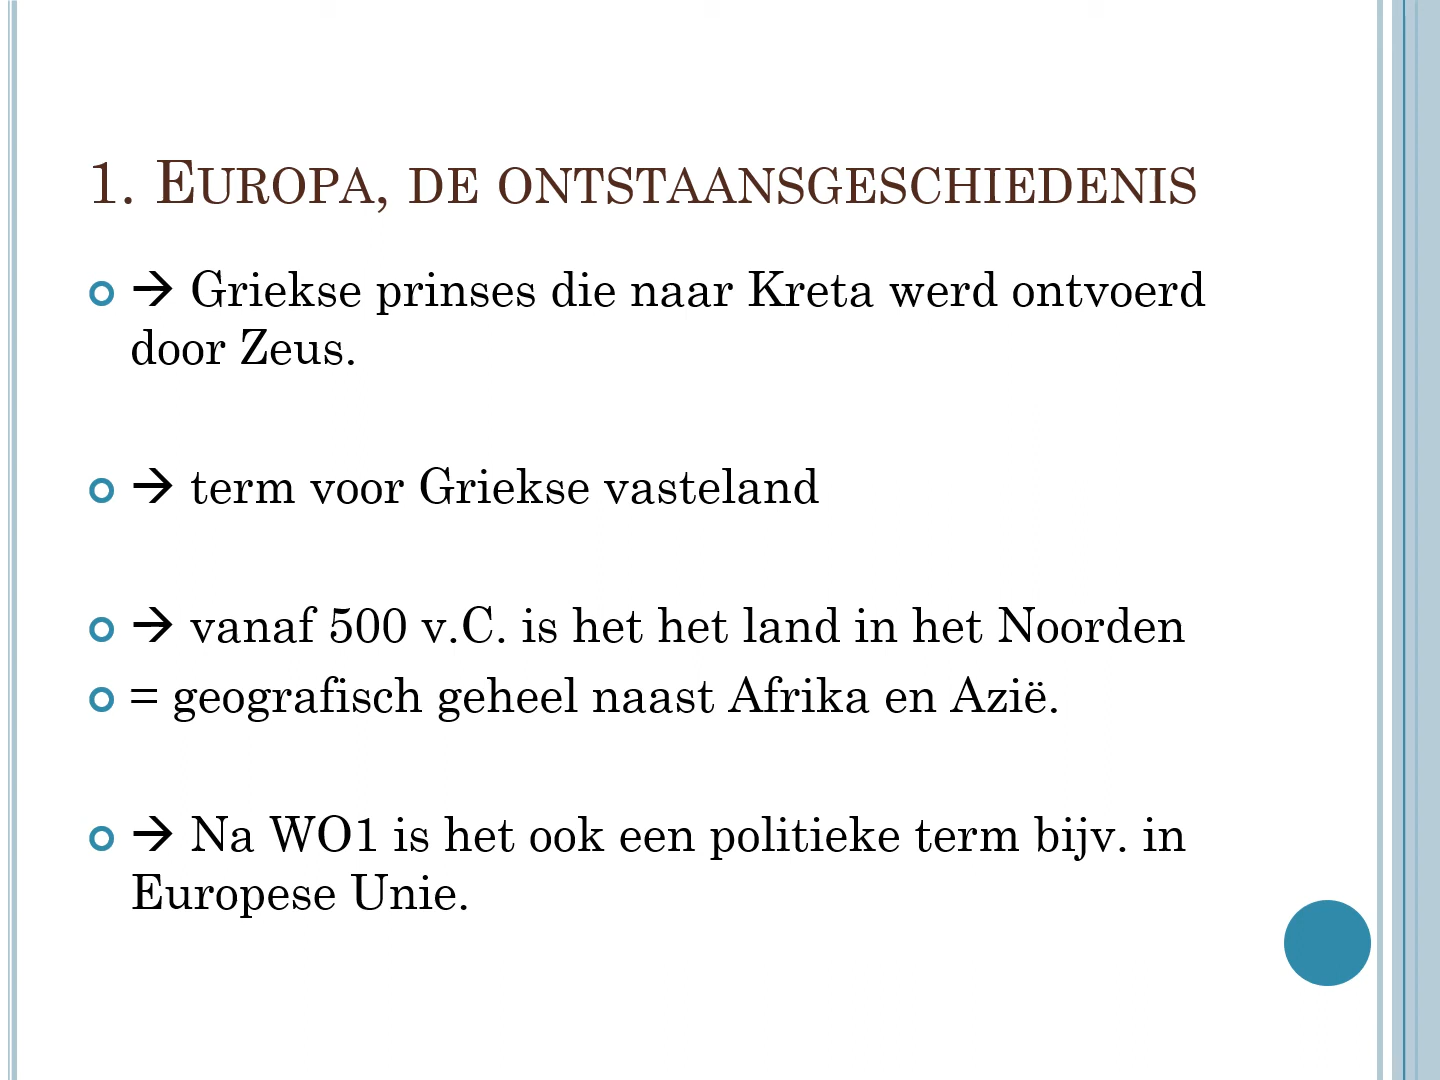 1. Europa, de ontstaansgeschiedenis
→ Griekse prinses die naar Kreta werd ontvoerd
door Zeus.
→ term voor Griekse vasteland
→ vanaf 500 v.C. is het het land in het Noorden
= geografisch geheel naast Afrika en Azië.
→ Na WO1 is het ook een politieke term bijv. in
Europese Unie.